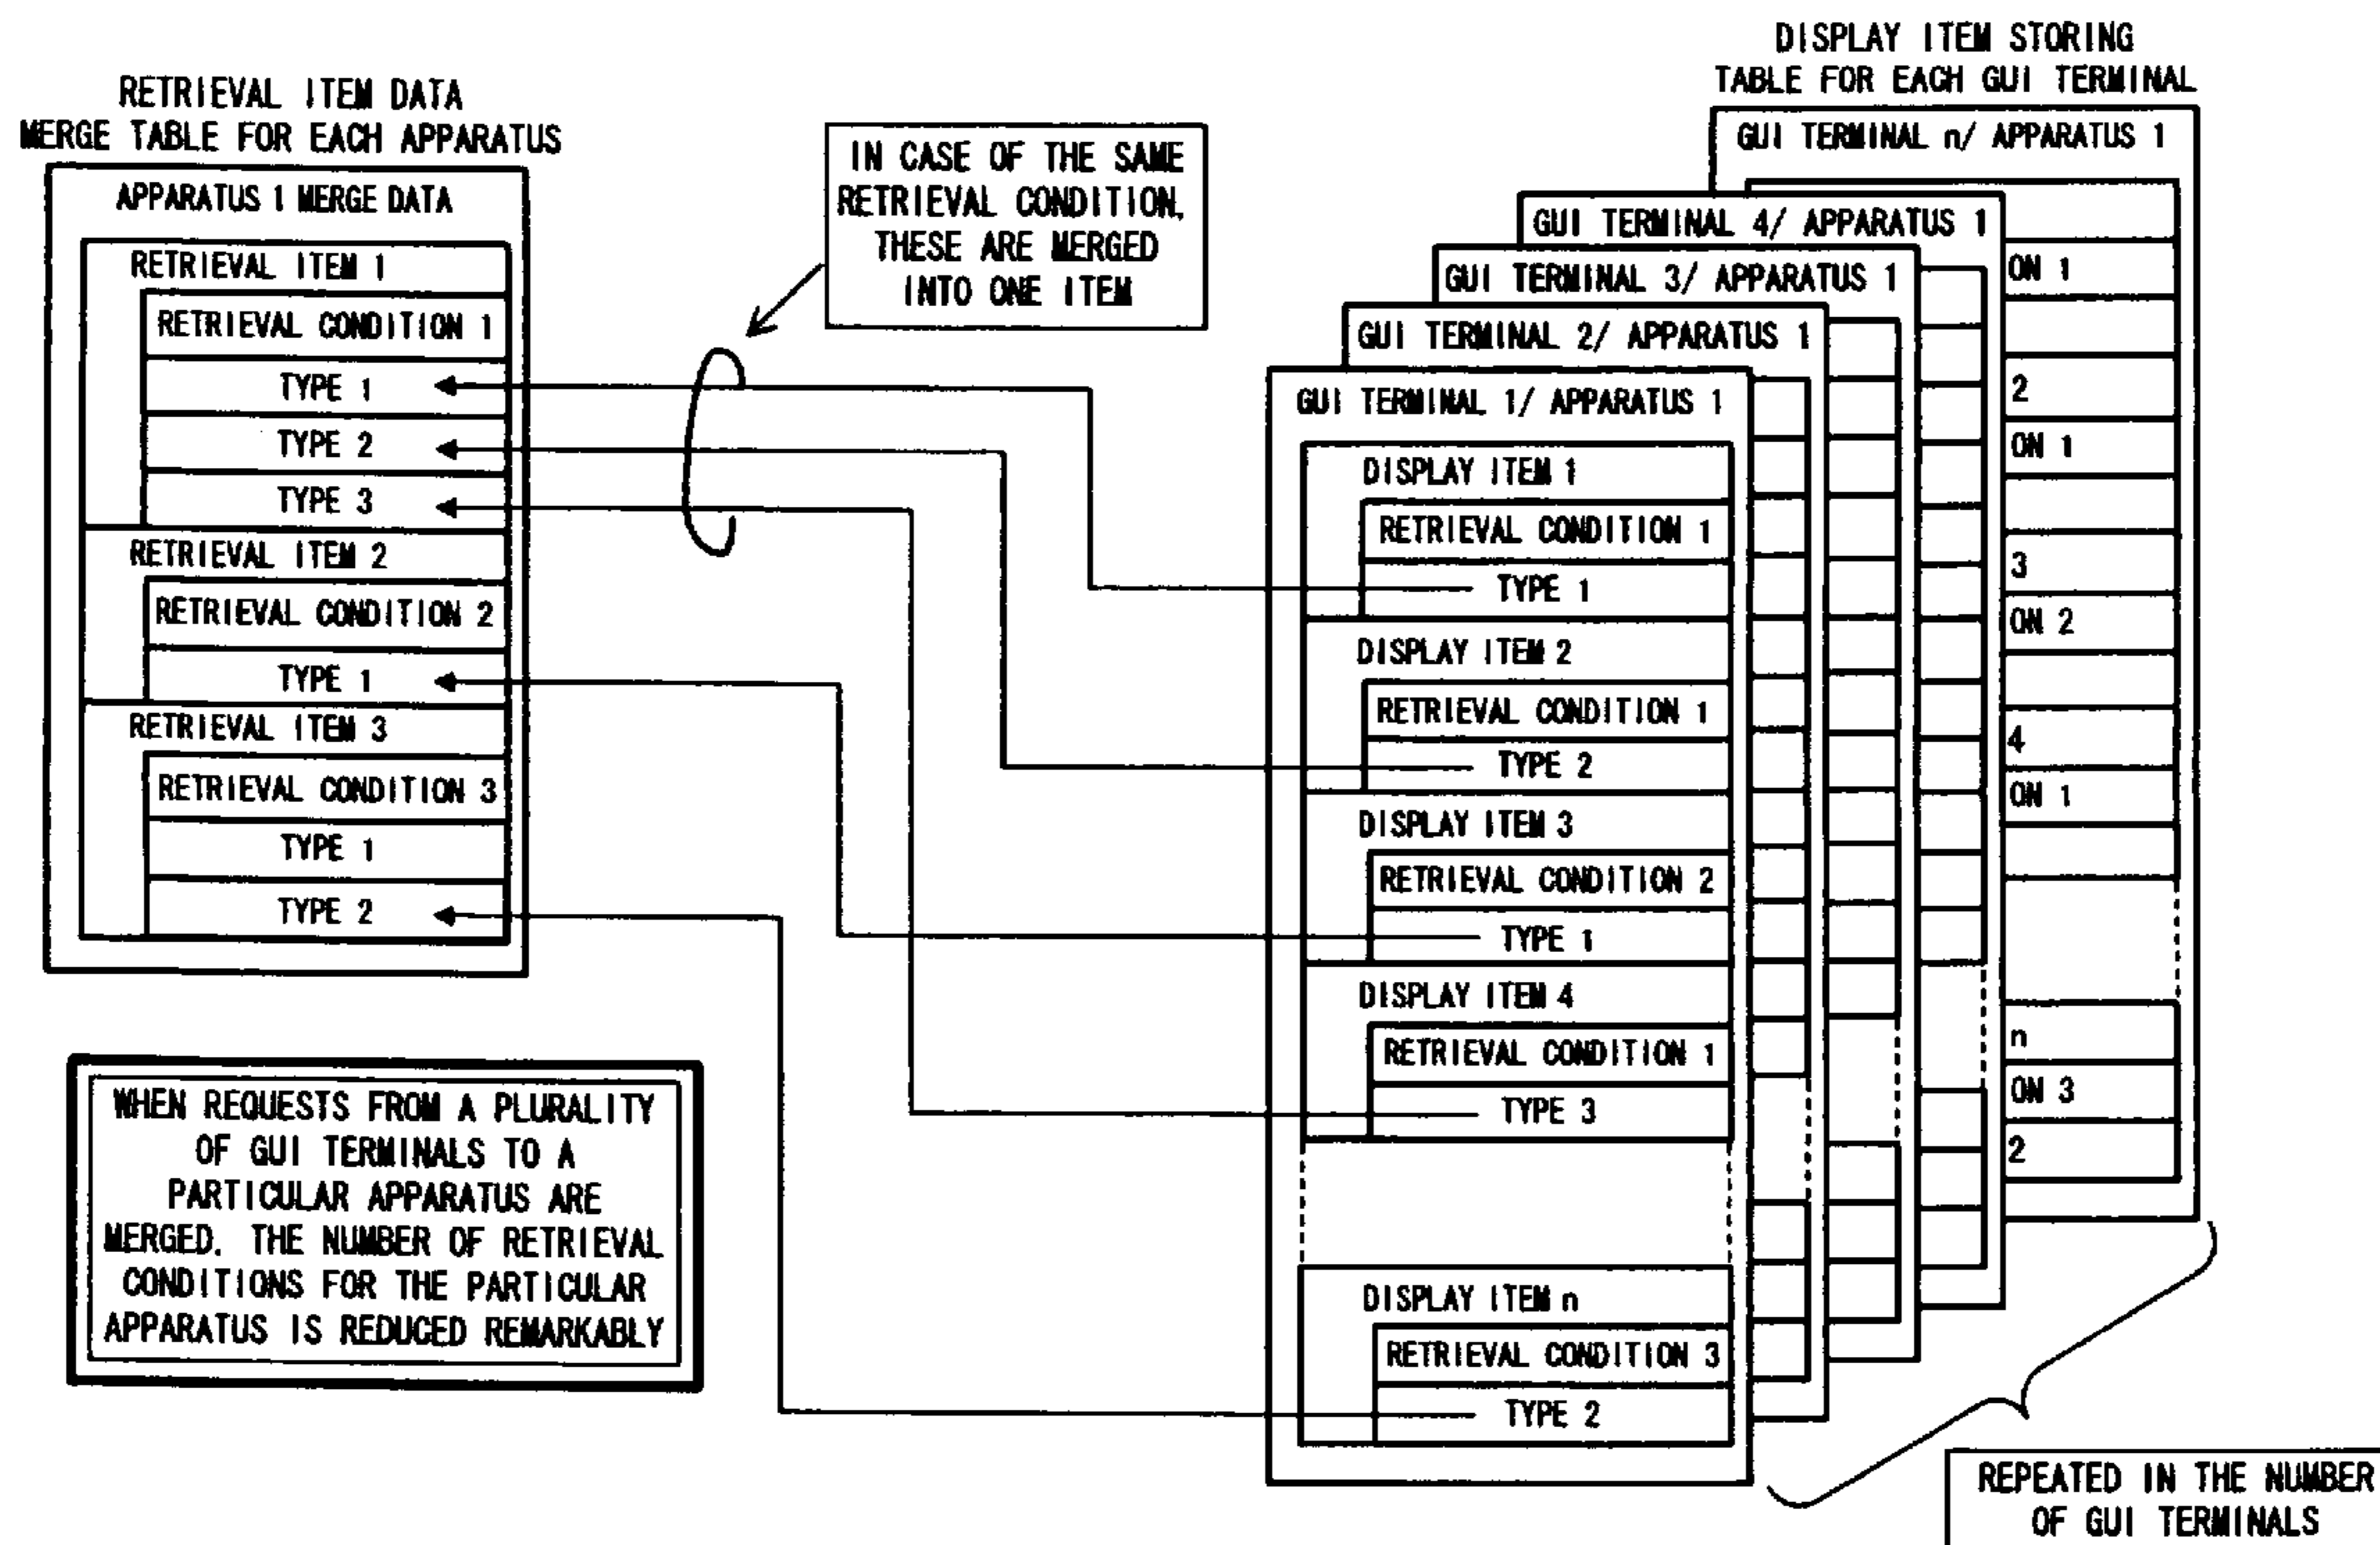 RETRIEVAL ITEM DATA
MERGE TABLE FOR EACH APPARATUS
APPARATUS 1 MERGE DATA
RETRIEVAL ITEM 1
RETRIEVAL CONDITION 1
TYPE 1
TYPE 2
TYPE 3
RETRIEVAL ITEM 2
RETRIEVAL CONDITION 2
TYPE 1
RETRIEVAL ITEM 3
RETRIEVAL CONDITION 3
TYPE 1
TYPE 2
WHEN REQUESTS FROM A PLURALITY
OF GUI TERMINALS TO A
PARTICULAR APPARATUS ARE
MERGED, THE NUMBER OF RETRIEVAL
CONDITIONS FOR THE PARTICULAR
APPARATUS IS REDUCED REMARKABLY
IN CASE OF THE SAME
RETRIEVAL CONDITION,
THESE ARE MERGED
INTO ONE ITEM
DISPLAY ITEM STORING
TABLE FOR EACH GUI TERMINAL
GUI TERMINAL n/ APPARATUS 1
GUI TERMINAL 4/ APPARATUS 1
GUI TERMINAL 3/ APPARATUS 1
GUI TERMINAL 2/ APPARATUS 1
GUI TERMINAL 1/ APPARATUS 1
DISPLAY ITEM 1
RETRIEVAL CONDITION 1
TYPE 1
DISPLAY ITEM 2
RETRIEVAL CONDITION 1
TYPE 2
DISPLAY ITEM 3
RETRIEVAL CONDITION 2
TYPE 1
DISPLAY ITEM 4
RETRIEVAL CONDITION 1
TYPE 3
DISPLAY ITEM n
RETRIEVAL CONDITION 3
TYPE 2
ON 1
2
ON 1
3
ON 2
4
ON 1
n
ON 3
2
REPEATED IN THE NUMBER
OF GUI TERMINALS